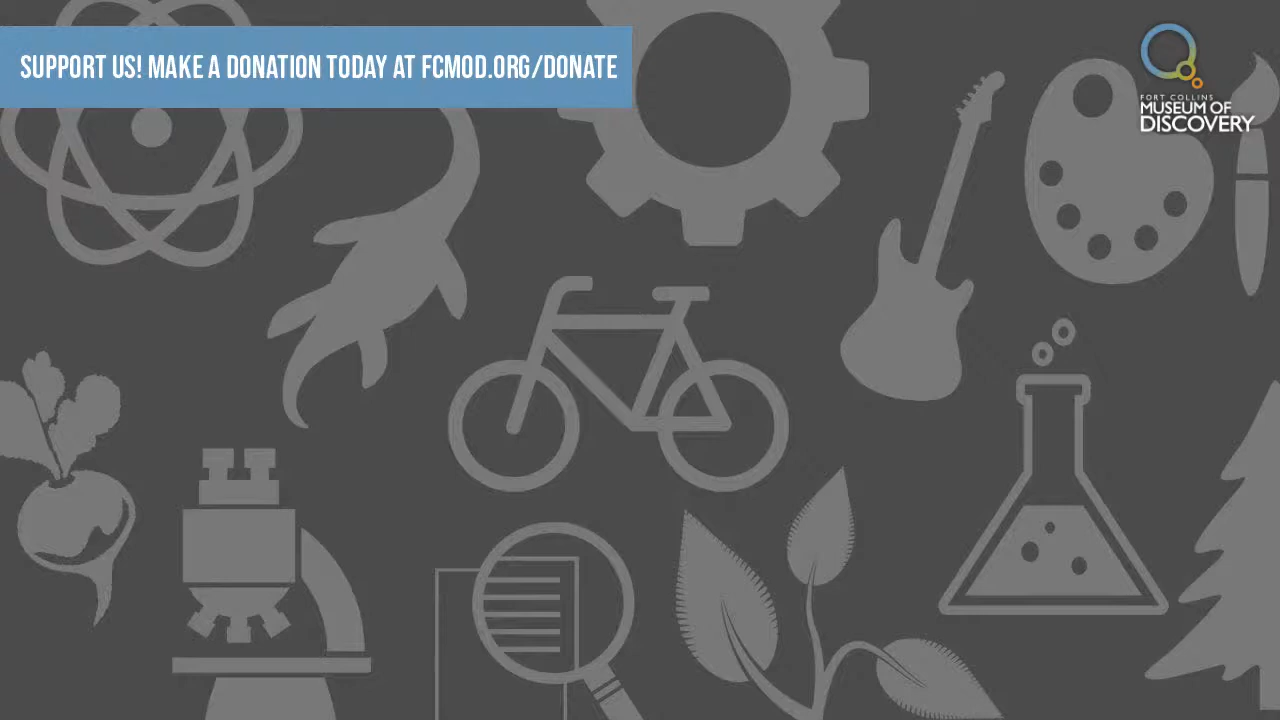 SUPPORT US! MAKE A DONATION TODAY AT FCMOD.ORG/DONATE
FORT COLLINS
MUSEUM OF
DISCOVERY